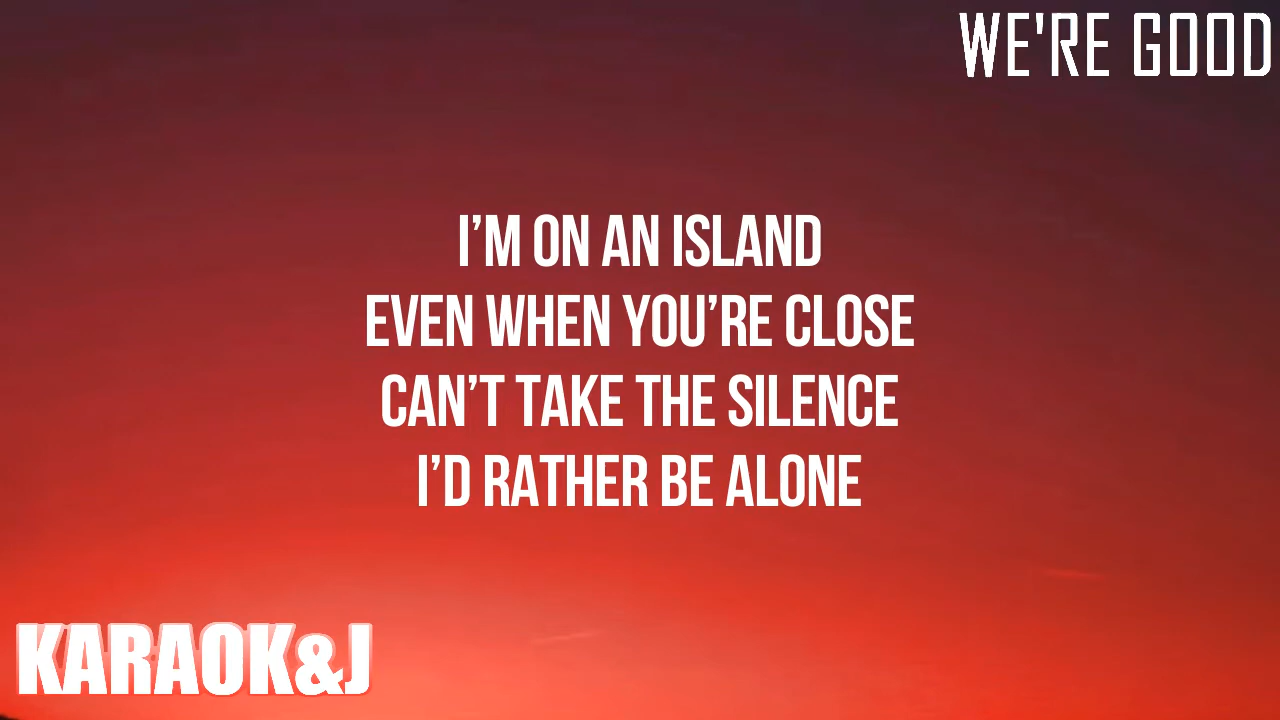 WE'RE GOOD
I’M ON AN ISLAND
EVEN WHEN YOU’RE CLOSE
CAN’T TAKE THE SILENCE
I’D RATHER BE ALONE
KARAOK&J